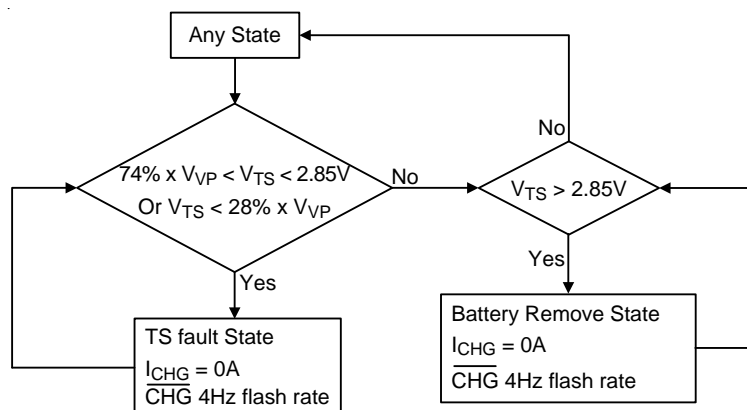 Any State
74% x VVP < VTS < 2.85V
Or VTS < 28% x VVP
No
No
VTS > 2.85V
Yes
Yes
TS fault State
ICHG = 0A
CHG 4Hz flash rate
Battery Remove State
ICHG = 0A
CHG 4Hz flash rate